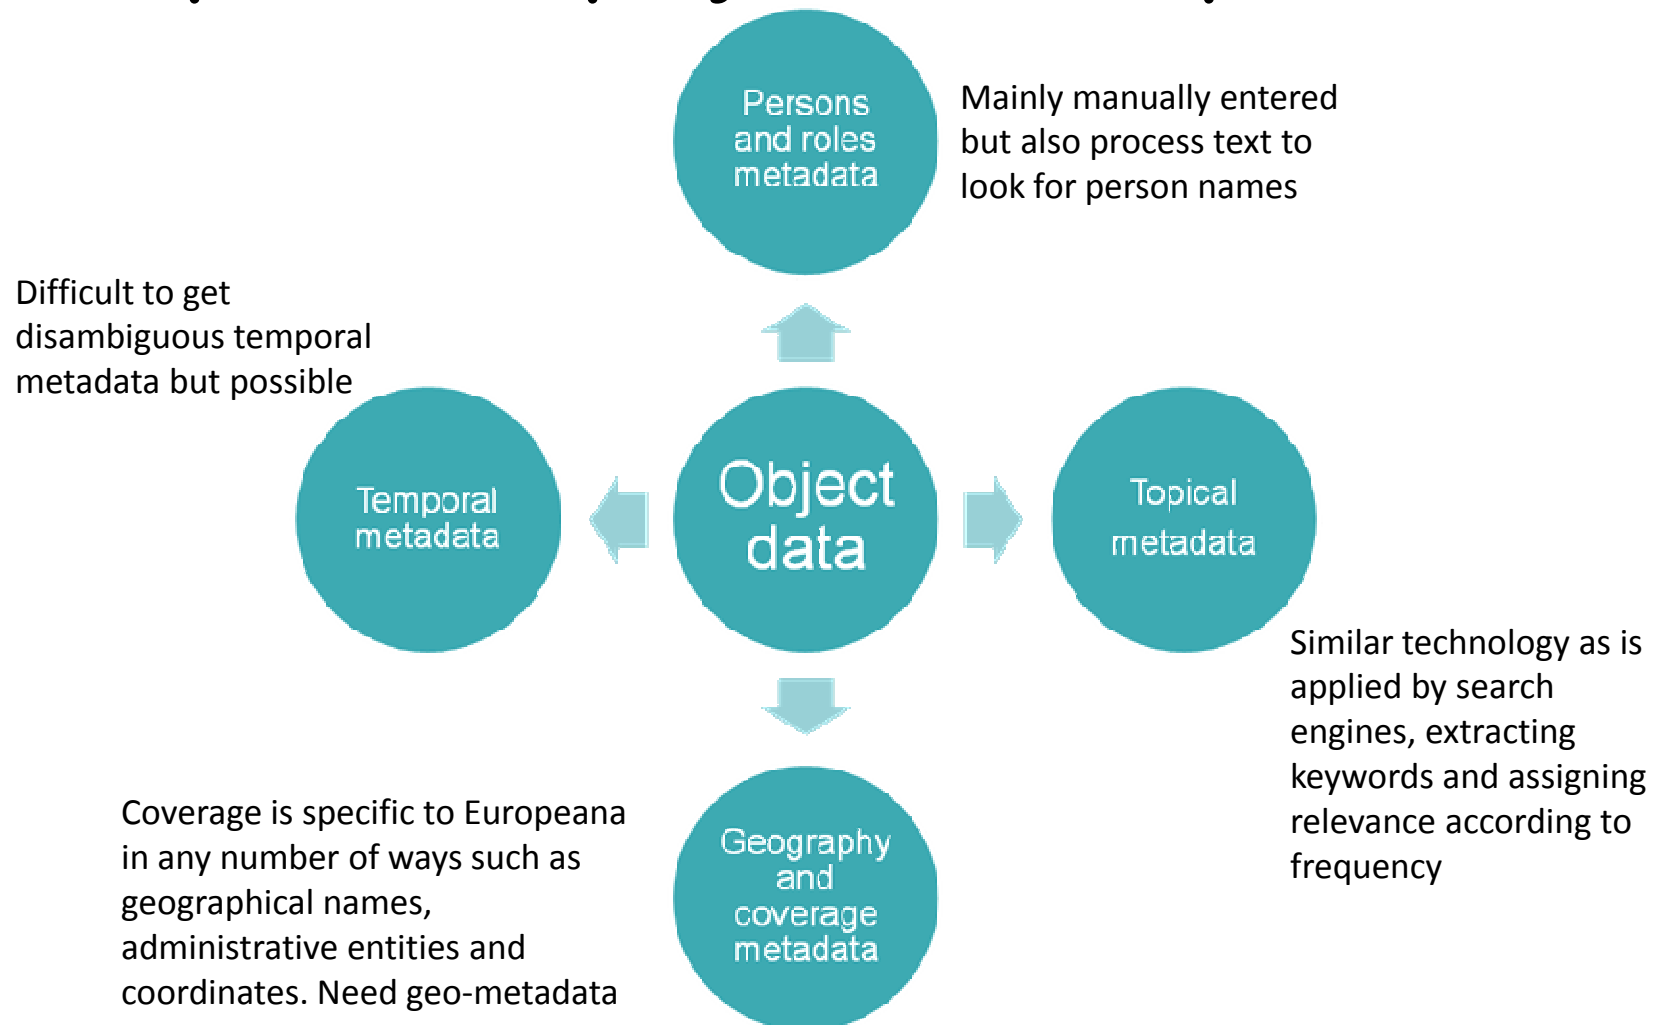 Persons
and roles
metadata
Mainly manually entered
but also process text to
look for person names
Difficult to get
disambiguous temporal
metadata but possible
Temporal
metadata
Object
data
Topical
metadata
Similar technology as is
applied by search
engines, extracting
keywords and assigning
relevance according to
frequency
Coverage is specific to Europeana
in any number of ways such as
geographical names,
administrative entities and
coordinates. Need geo-metadata
Geography
and
coverage
metadata